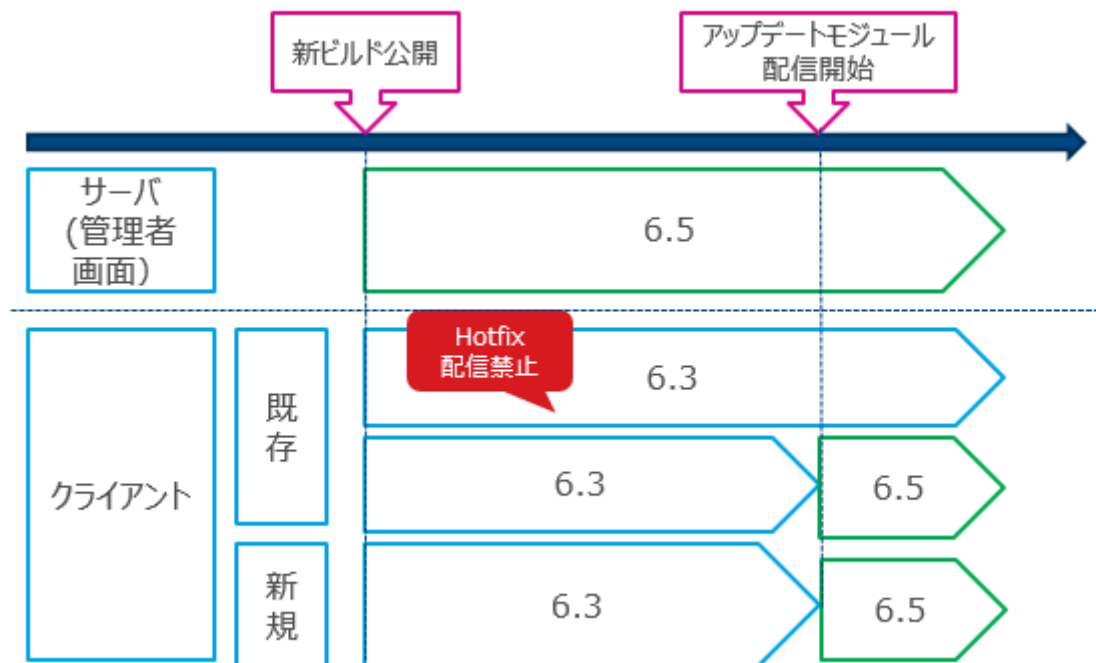 新ビルド公開
アップデートモジュール
配信開始
サーバ
(管理者
画面）
6.5
Hotfix
配信禁止
6.3
クライアント
既
存
6.3
6.5
新
規
6.3
6.5